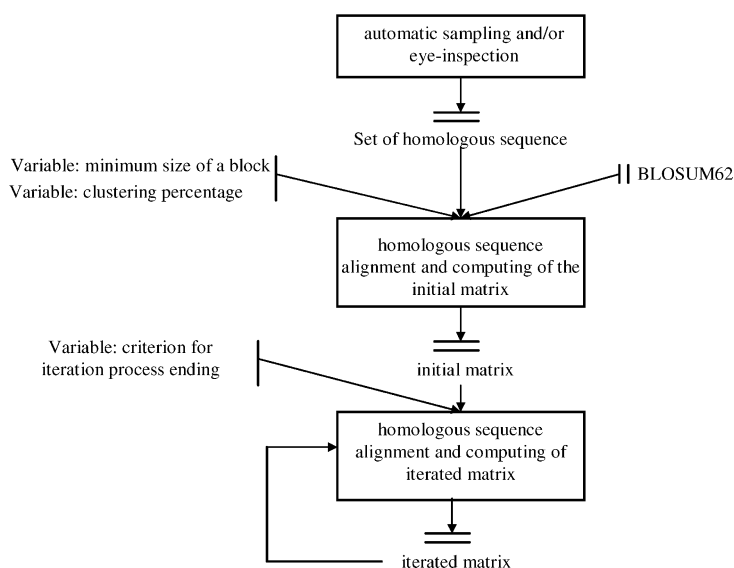 automatic sampling and/or
eye-inspection
Set of homologous sequence
Variable: minimum size of a block
Variable: clustering percentage
BLOSUM62
homologous sequence
alignment and computing of the
initial matrix
Variable: criterion for
iteration process ending
initial matrix
homologous sequence
alignment and computing of
iterated matrix
iterated matrix